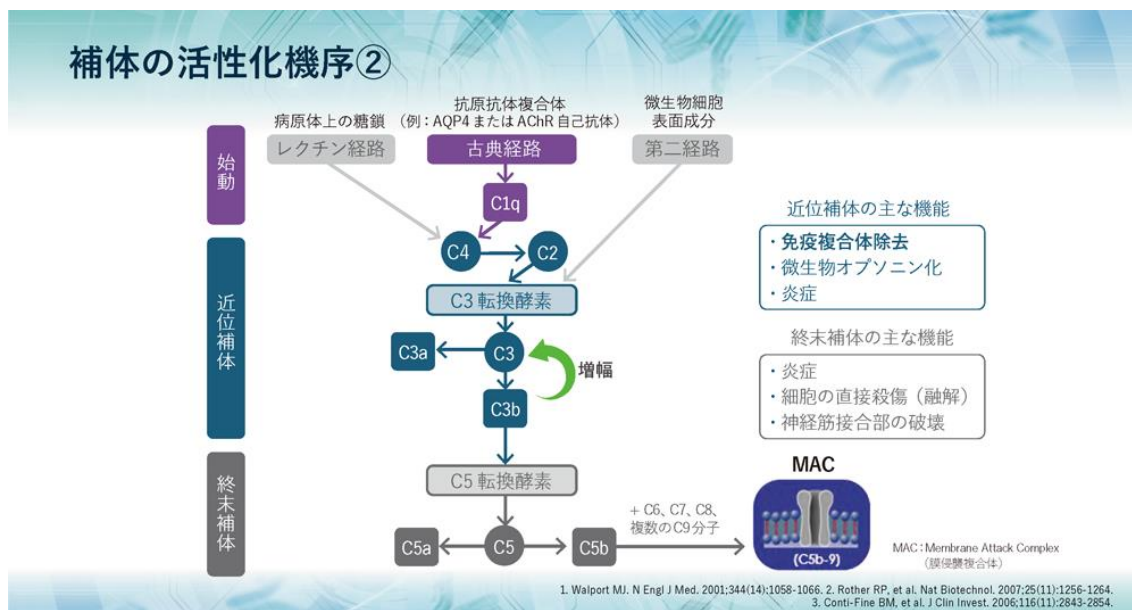 補体の活性化機序②
病原体上の糖鎖
抗原抗体複合体
(例:AQP4 または AChR 自己抗体)
微生物細胞
表面成分
始動
レクチン経路
古典経路
第二経路
C1q
近位補体
C4
C2
C3 転換酵素
C3a
C3
増幅
C3b
近位補体の主な機能
・免疫複合体除去
・微生物オプソニン化
・炎症
終末補体の主な機能
・炎症
・細胞の直接殺傷(融解)
・神経筋接合部の破壊
終末補体
C5 転換酵素
C5a
C5
C5b
+ C6、C7、C8、
複数のC9分子
MAC
(C5b-9)
MAC:Membrane Attack Complex
(膜侵襲複合体)
1. Walport MJ. N Engl J Med. 2001;344(14):1058-1066. 2. Rother RP, et al. Nat Biotechnol. 2007;25(11):1256-1264.
3. Conti-Fine BM, et al. J Clin Invest. 2006;116(11):2843-2854.